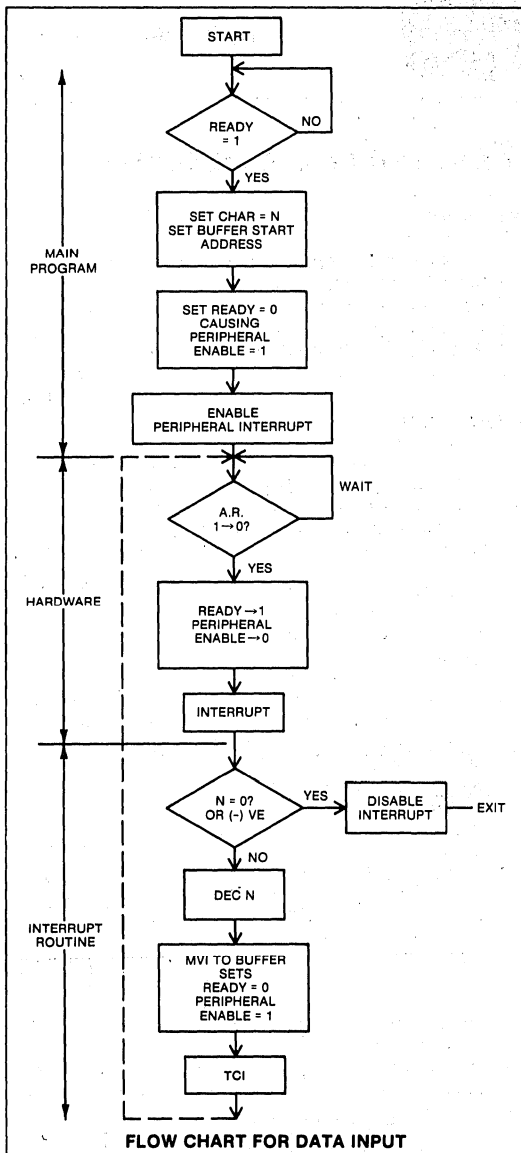 START
NO
READY
= 1
YES
SET CHAR = N
SET BUFFER START
ADDRESS
MAIN
PROGRAM
SET READY = 0
CAUSING
PERIPHERAL
ENABLE = 1
ENABLE
PERIPHERAL INTERRUPT
WAIT
A.R.
1→0?
YES
HARDWARE
READY→1
PERIPHERAL
ENABLE→0
INTERRUPT
N = 0?
OR (-) VE
YES
DISABLE
INTERRUPT
EXIT
NO
DEC N
INTERRUPT
ROUTINE
MVI TO BUFFER
SETS
READY = 0
PERIPHERAL
ENABLE = 1
TCI
FLOW CHART FOR DATA INPUT